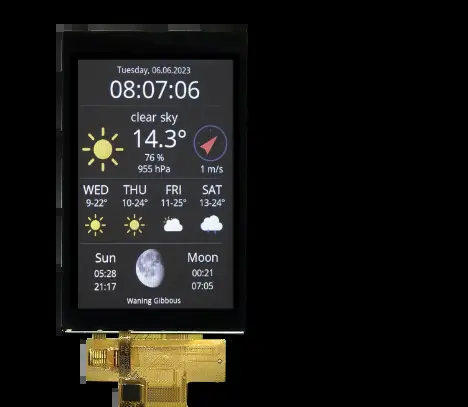 Tuesday, 06.06.2023
08:07:06
clear sky
14.3°
76 %
955 hPa
1 m/s
WED THU FRI SAT
9-22° 10-24° 11-25° 13-24°
Sun Moon
05:28 00:21
21:17 07:05
Waning Gibbous